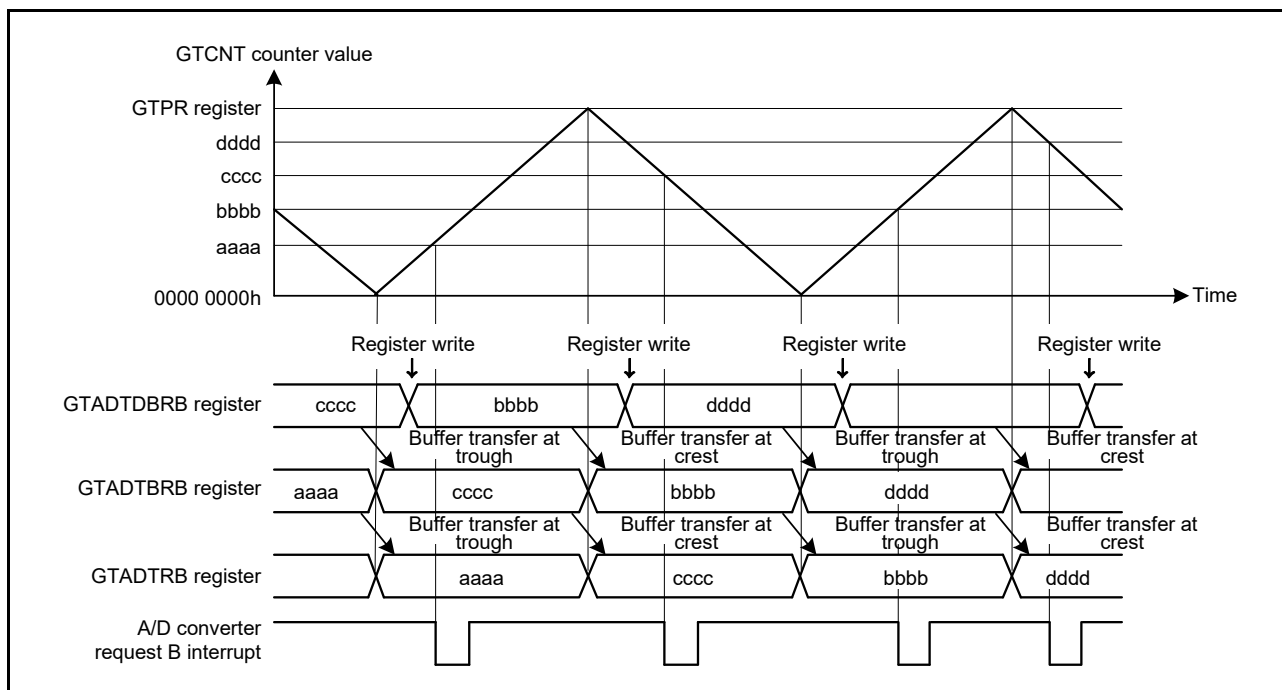 GTCNT counter value
GTPR register
dddd
cccc
bbbb
aaaa
0000 0000h
Time
Register write
Register write
Register write
Register write
GTADTDBRB register
cccc
bbbb
dddd
Buffer transfer at
trough
Buffer transfer at
crest
Buffer transfer at
trough
Buffer transfer at
crest
GTADTBRB register
aaaa
cccc
bbbb
dddd
Buffer transfer at
trough
Buffer transfer at
crest
Buffer transfer at
trough
Buffer transfer at
crest
GTADTRB register
aaaa
cccc
bbbb
dddd
A/D converter
request B interrupt